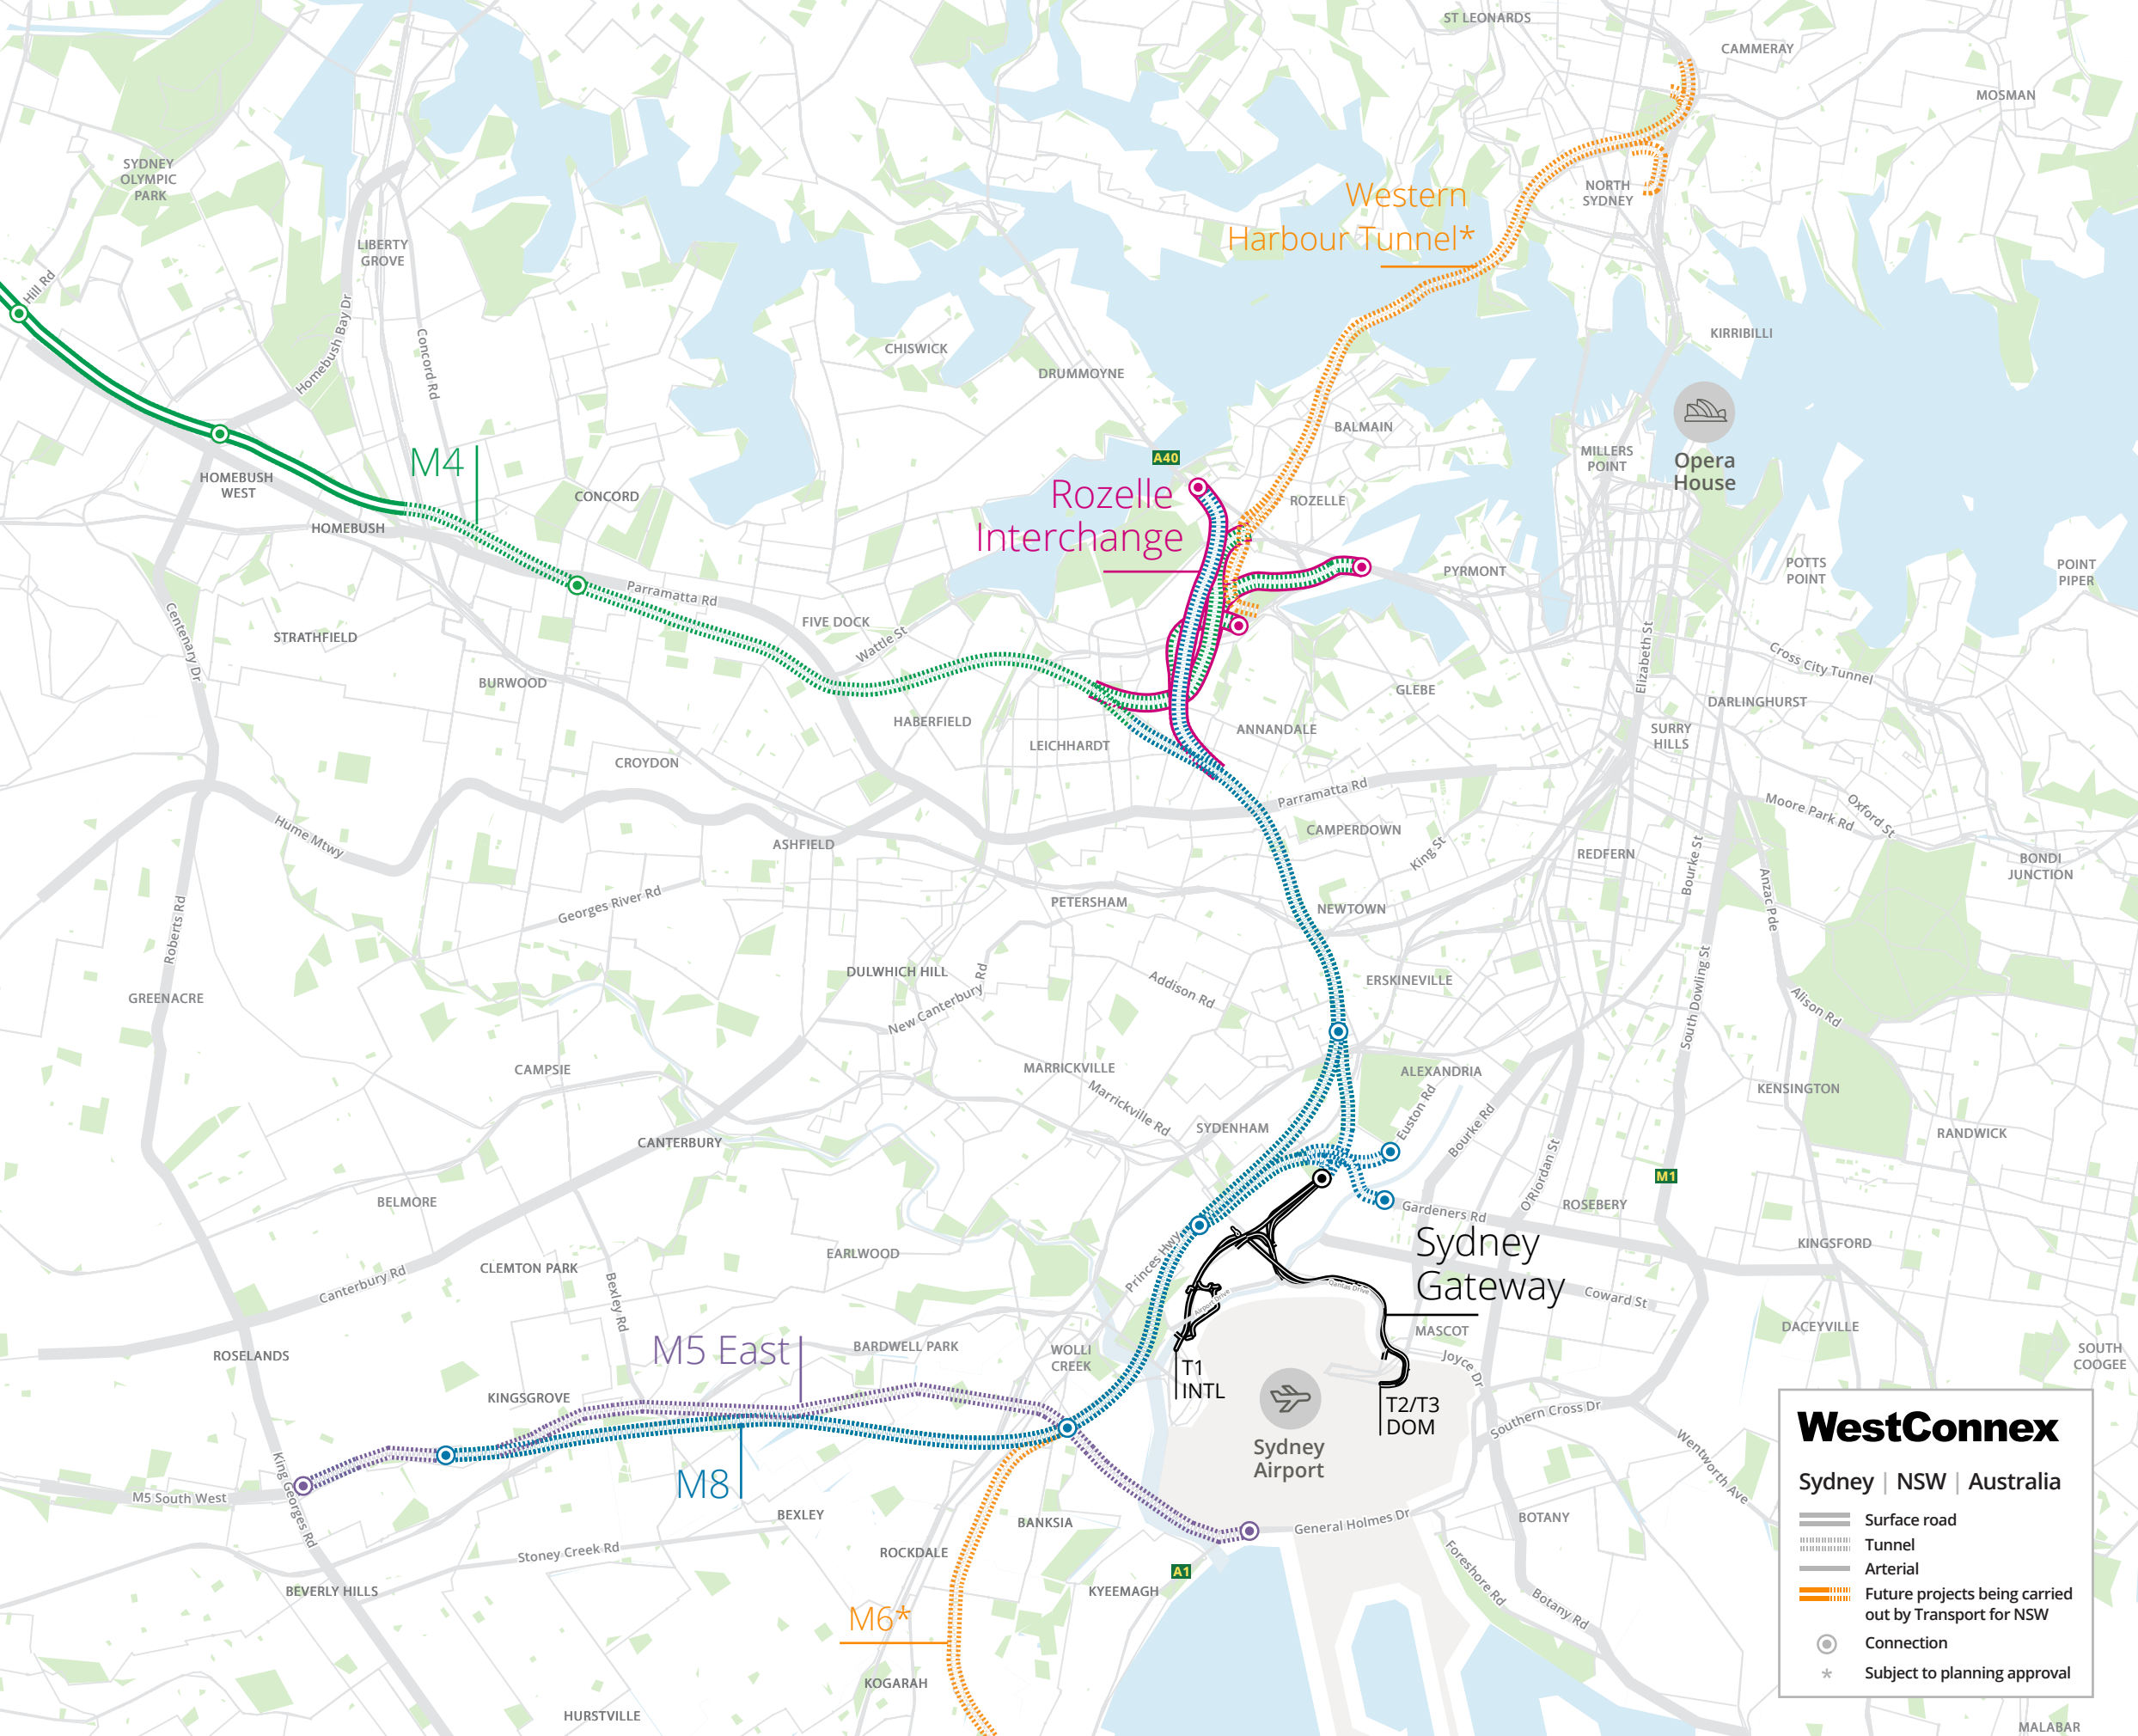 ST LEONARDS
CAMMERAY
MOSMAN
SYDNEY
OLYMPIC
PARK
LIBERTY
GROVE
Western
Harbour Tunnel*
NORTH
SYDNEY
Hill Rd
Homebush Bay Dr
Concord Rd
CHISWICK
DRUMMOYNE
KIRRIBILLI
BALMAIN
Opera
House
MILLERS
POINT
A40
M4
HOMEBUSH
WEST
CONCORD
HOMEBUSH
Rozelle
Interchange
ROZELLE
PYRMONT
POTTS
POINT
POINT
PIPER
Parramatta Rd
FIVE DOCK
Wattle St
Centenary Dr
STRATHFIELD
BURWOOD
HABERFIELD
LEICHHARDT
ANNANDALE
GLEBE
Elizabeth St
Cross City Tunnel
DARLINGHURST
SURRY
HILLS
CROYDON
Parramatta Rd
Moore Park Rd
Oxford St
Hume Mtwy
ASHFIELD
CAMPERDOWN
King St
REDFERN
Bourke St
BONDI
JUNCTION
Anzac Pde
Georges River Rd
PETERSHAM
NEWTOWN
Roberts Rd
DULWICH HILL
New Canterbury Rd
Addison Rd
ERSKINEVILLE
South Dowling St
Alison Rd
GREENACRE
CAMPSIE
MARRICKVILLE
Marrickville Rd
ALEXANDRIA
Euston Rd
Bourke Rd
KENSINGTON
CANTERBURY
SYDENHAM
RANDWICK
O'Riordan St
M1
BELMORE
Gardeners Rd
ROSEBERY
EARLWOOD
Princes Hwy
Sydney
Gateway
KINGSFORD
CLEMTON PARK
Canterbury Rd
Bexley Rd
Airport Drive
Qantas Drive
Coward St
DACEYVILLE
MASCOT
SOUTH
COOGEE
ROSELANDS
M5 East
BARDWELL PARK
WOLLI
CREEK
T1
INTL
T2/T3
DOM
Joyce Dr
Southern Cross Dr
Wentworth Ave
KINGSGROVE
Sydney
Airport
M8
King Georges Rd
M5 South West
BEXLEY
BANKSIA
General Holmes Dr
BOTANY
Stoney Creek Rd
ROCKDALE
A1
KYEEMAGH
Foreshore Rd
Botany Rd
BEVERLY HILLS
M6*
KOGARAH
HURSTVILLE
MALABAR
WestConnex
Sydney | NSW | Australia
Surface road
Tunnel
Arterial
Future projects being carried
out by Transport for NSW
Connection
* Subject to planning approval